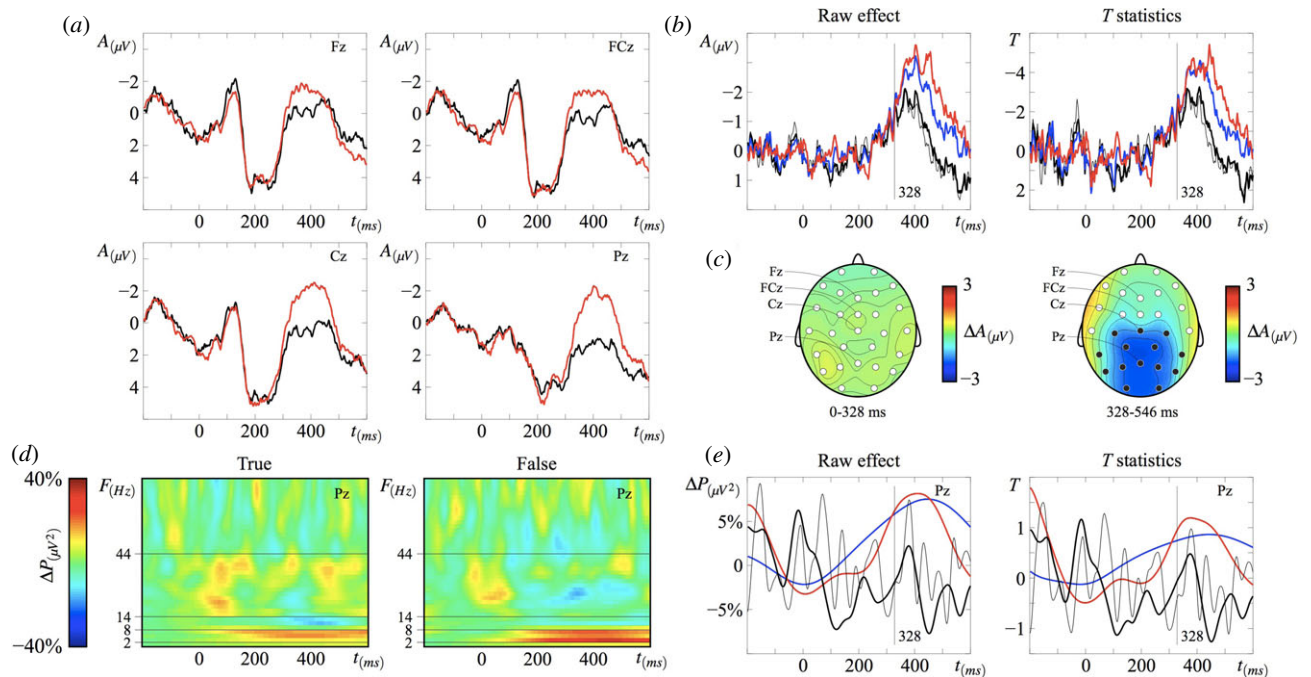 (a)
A(μV) Fz
−2
0
2
4
0 200 400 t(ms)
A(μV) FCz
−2
0
2
4
0 200 400 t(ms)
A(μV) Cz
−2
0
2
4
0 200 400 t(ms)
A(μV) Pz
−2
0
2
4
0 200 400 t(ms)
(b)
Raw effect
A(μV)
−2
−1
0
1
328
0 200 400 t(ms)
T statistics
T
−4
−2
0
2
328
0 200 400 t(ms)
(c)
Fz
FCz
Cz
Pz
3
ΔA(μV)
−3
0-328 ms
Fz
FCz
Cz
Pz
3
ΔA(μV)
−3
328-546 ms
(d)
40%
ΔP(μV²)
−40%
True
F(Hz) Pz
44
14
8
2
0 200 400 t(ms)
False
F(Hz) Pz
44
14
8
2
0 200 400 t(ms)
(e)
Raw effect
ΔP(μV²) Pz
5%
0
−5%
328
0 200 400 t(ms)
T statistics
T Pz
1
0
−1
328
0 200 400 t(ms)